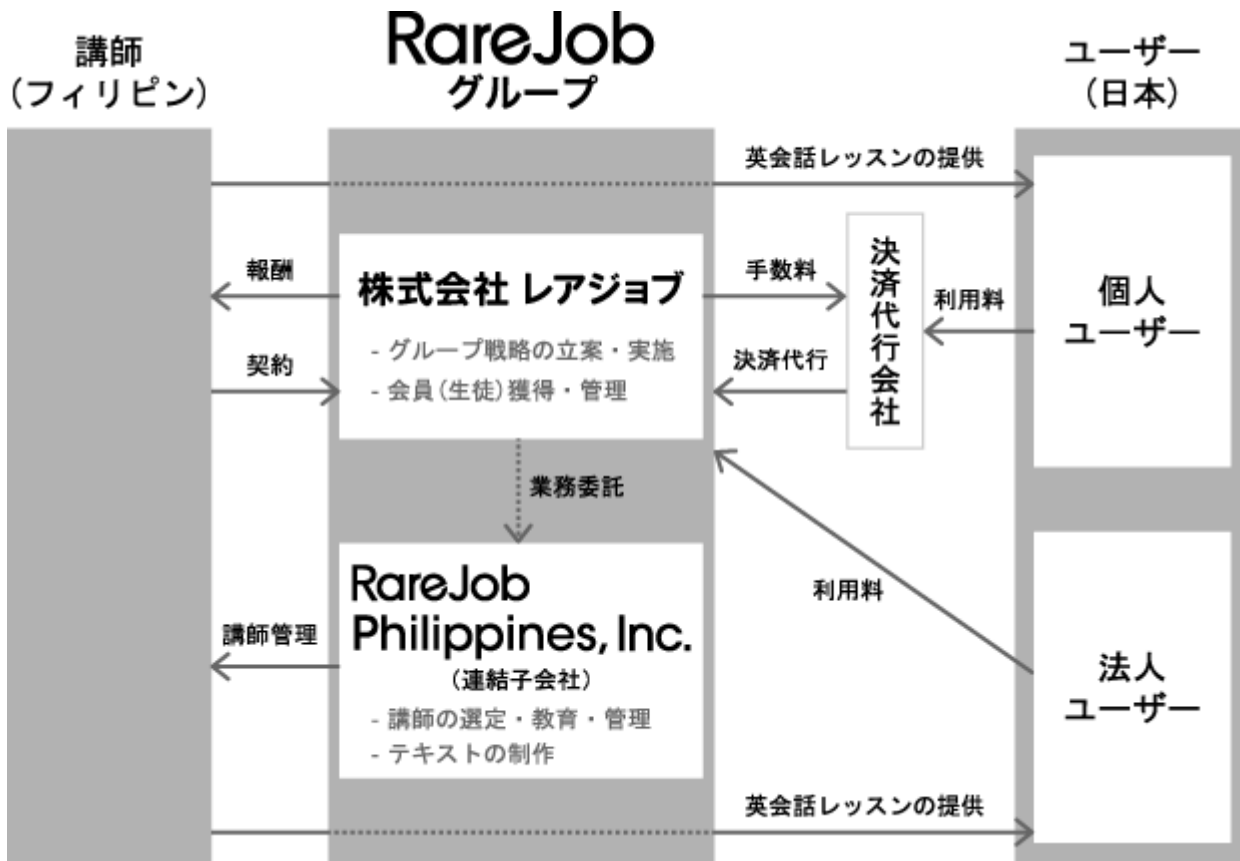 講師
(フィリピン)
RareJob
グループ
ユーザー
(日本)
英会話レッスンの提供
報酬
契約
株式会社 レアジョブ
- グループ戦略の立案・実施
- 会員(生徒)獲得・管理
手数料
決済代行
決済代行会社
利用料
個人
ユーザー
業務委託
RareJob
Philippines, Inc.
(連結子会社)
- 講師の選定・教育・管理
- テキストの制作
講師管理
利用料
法人
ユーザー
英会話レッスンの提供